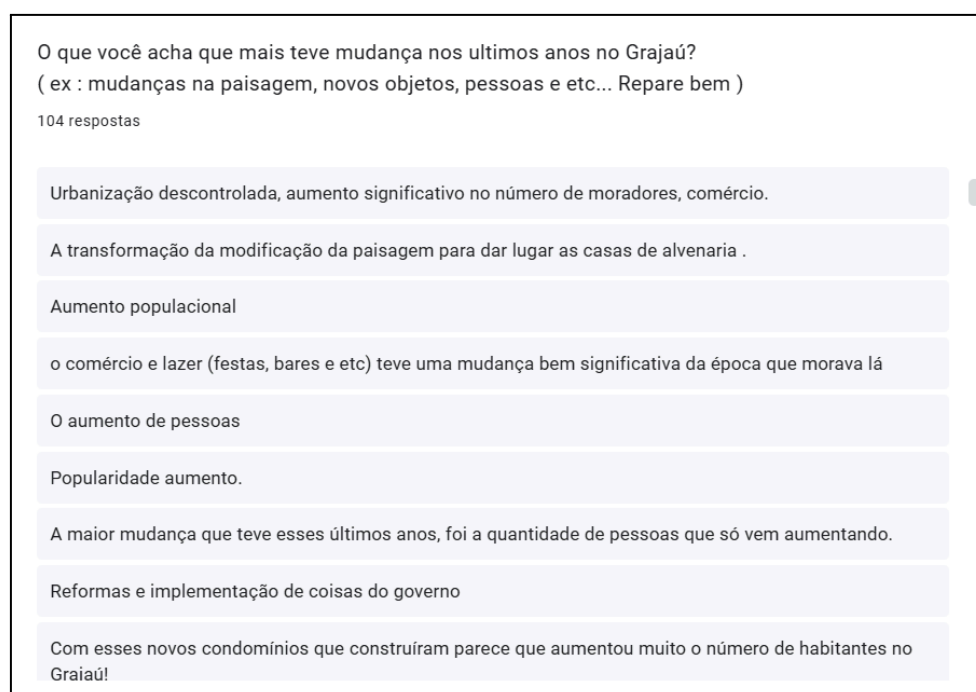 O que você acha que mais teve mudança nos ultimos anos no Grajaú?
( ex : mudanças na paisagem, novos objetos, pessoas e etc... Repare bem )
104 respostas
Urbanização descontrolada, aumento significativo no número de moradores, comércio.
A transformação da modificação da paisagem para dar lugar as casas de alvenaria .
Aumento populacional
o comércio e lazer (festas, bares e etc) teve uma mudança bem significativa da época que morava lá
O aumento de pessoas
Popularidade aumento.
A maior mudança que teve esses últimos anos, foi a quantidade de pessoas que só vem aumentando.
Reformas e implementação de coisas do governo
Com esses novos condomínios que construíram parece que aumentou muito o número de habitantes no
Grajaú!